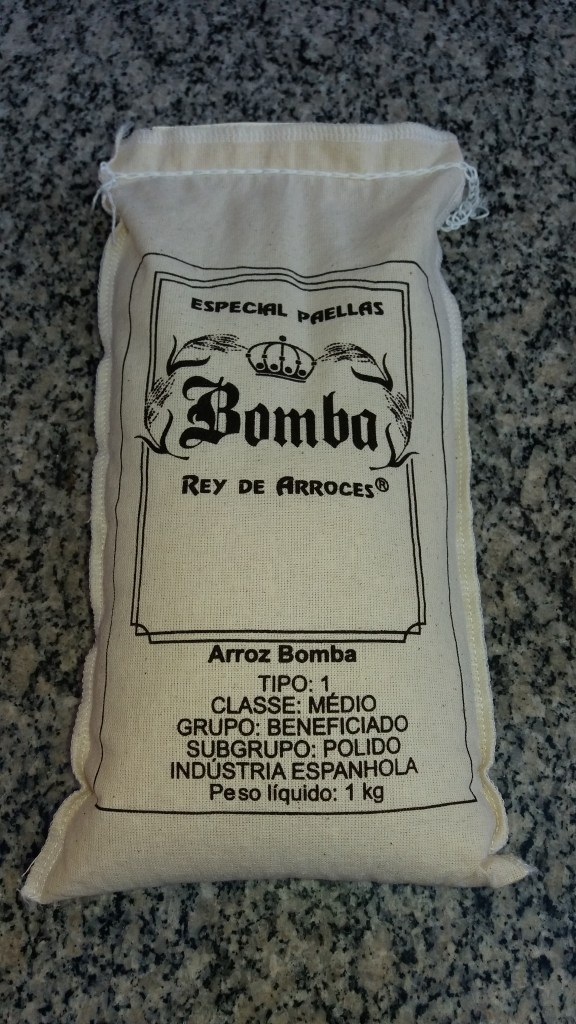 ESPECIAL PAELLAS
Bomba
REY DE ARROCES®
Arroz Bomba
TIPO: 1
CLASSE: MÉDIO
GRUPO: BENEFICIADO
SUBGRUPO: POLIDO
INDÚSTRIA ESPANHOLA
Peso líquido: 1 kg